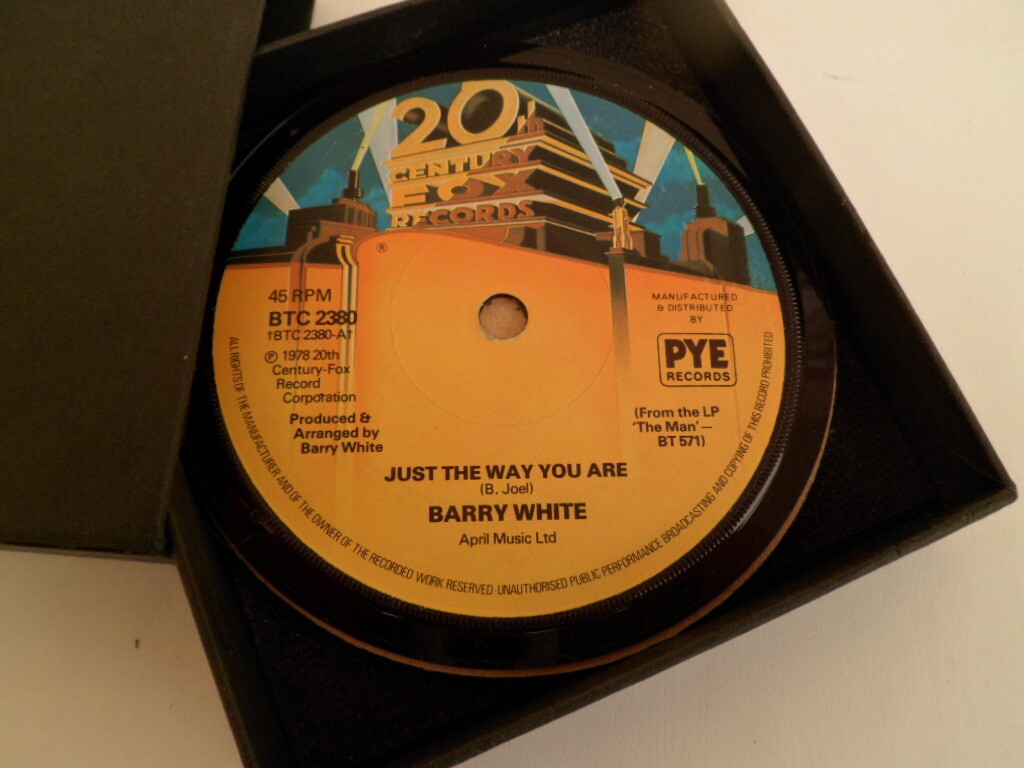 20th
CENTURY
FOX
RECORDS
®
45 RPM
BTC 2380
†BTC 2380-A†
℗ 1978 20th
Century-Fox
Record
Corporation
Produced &
Arranged by
Barry White
MANUFACTURED
& DISTRIBUTED
BY
PYE
RECORDS
(From the LP
'The Man'—
BT 571)
JUST THE WAY YOU ARE
(B. Joel)
BARRY WHITE
April Music Ltd
ALL RIGHTS OF THE MANUFACTURER AND OF THE OWNER OF THE RECORDED WORK RESERVED · UNAUTHORISED PUBLIC PERFORMANCE BROADCASTING AND COPYING OF THIS RECORD PROHIBITED